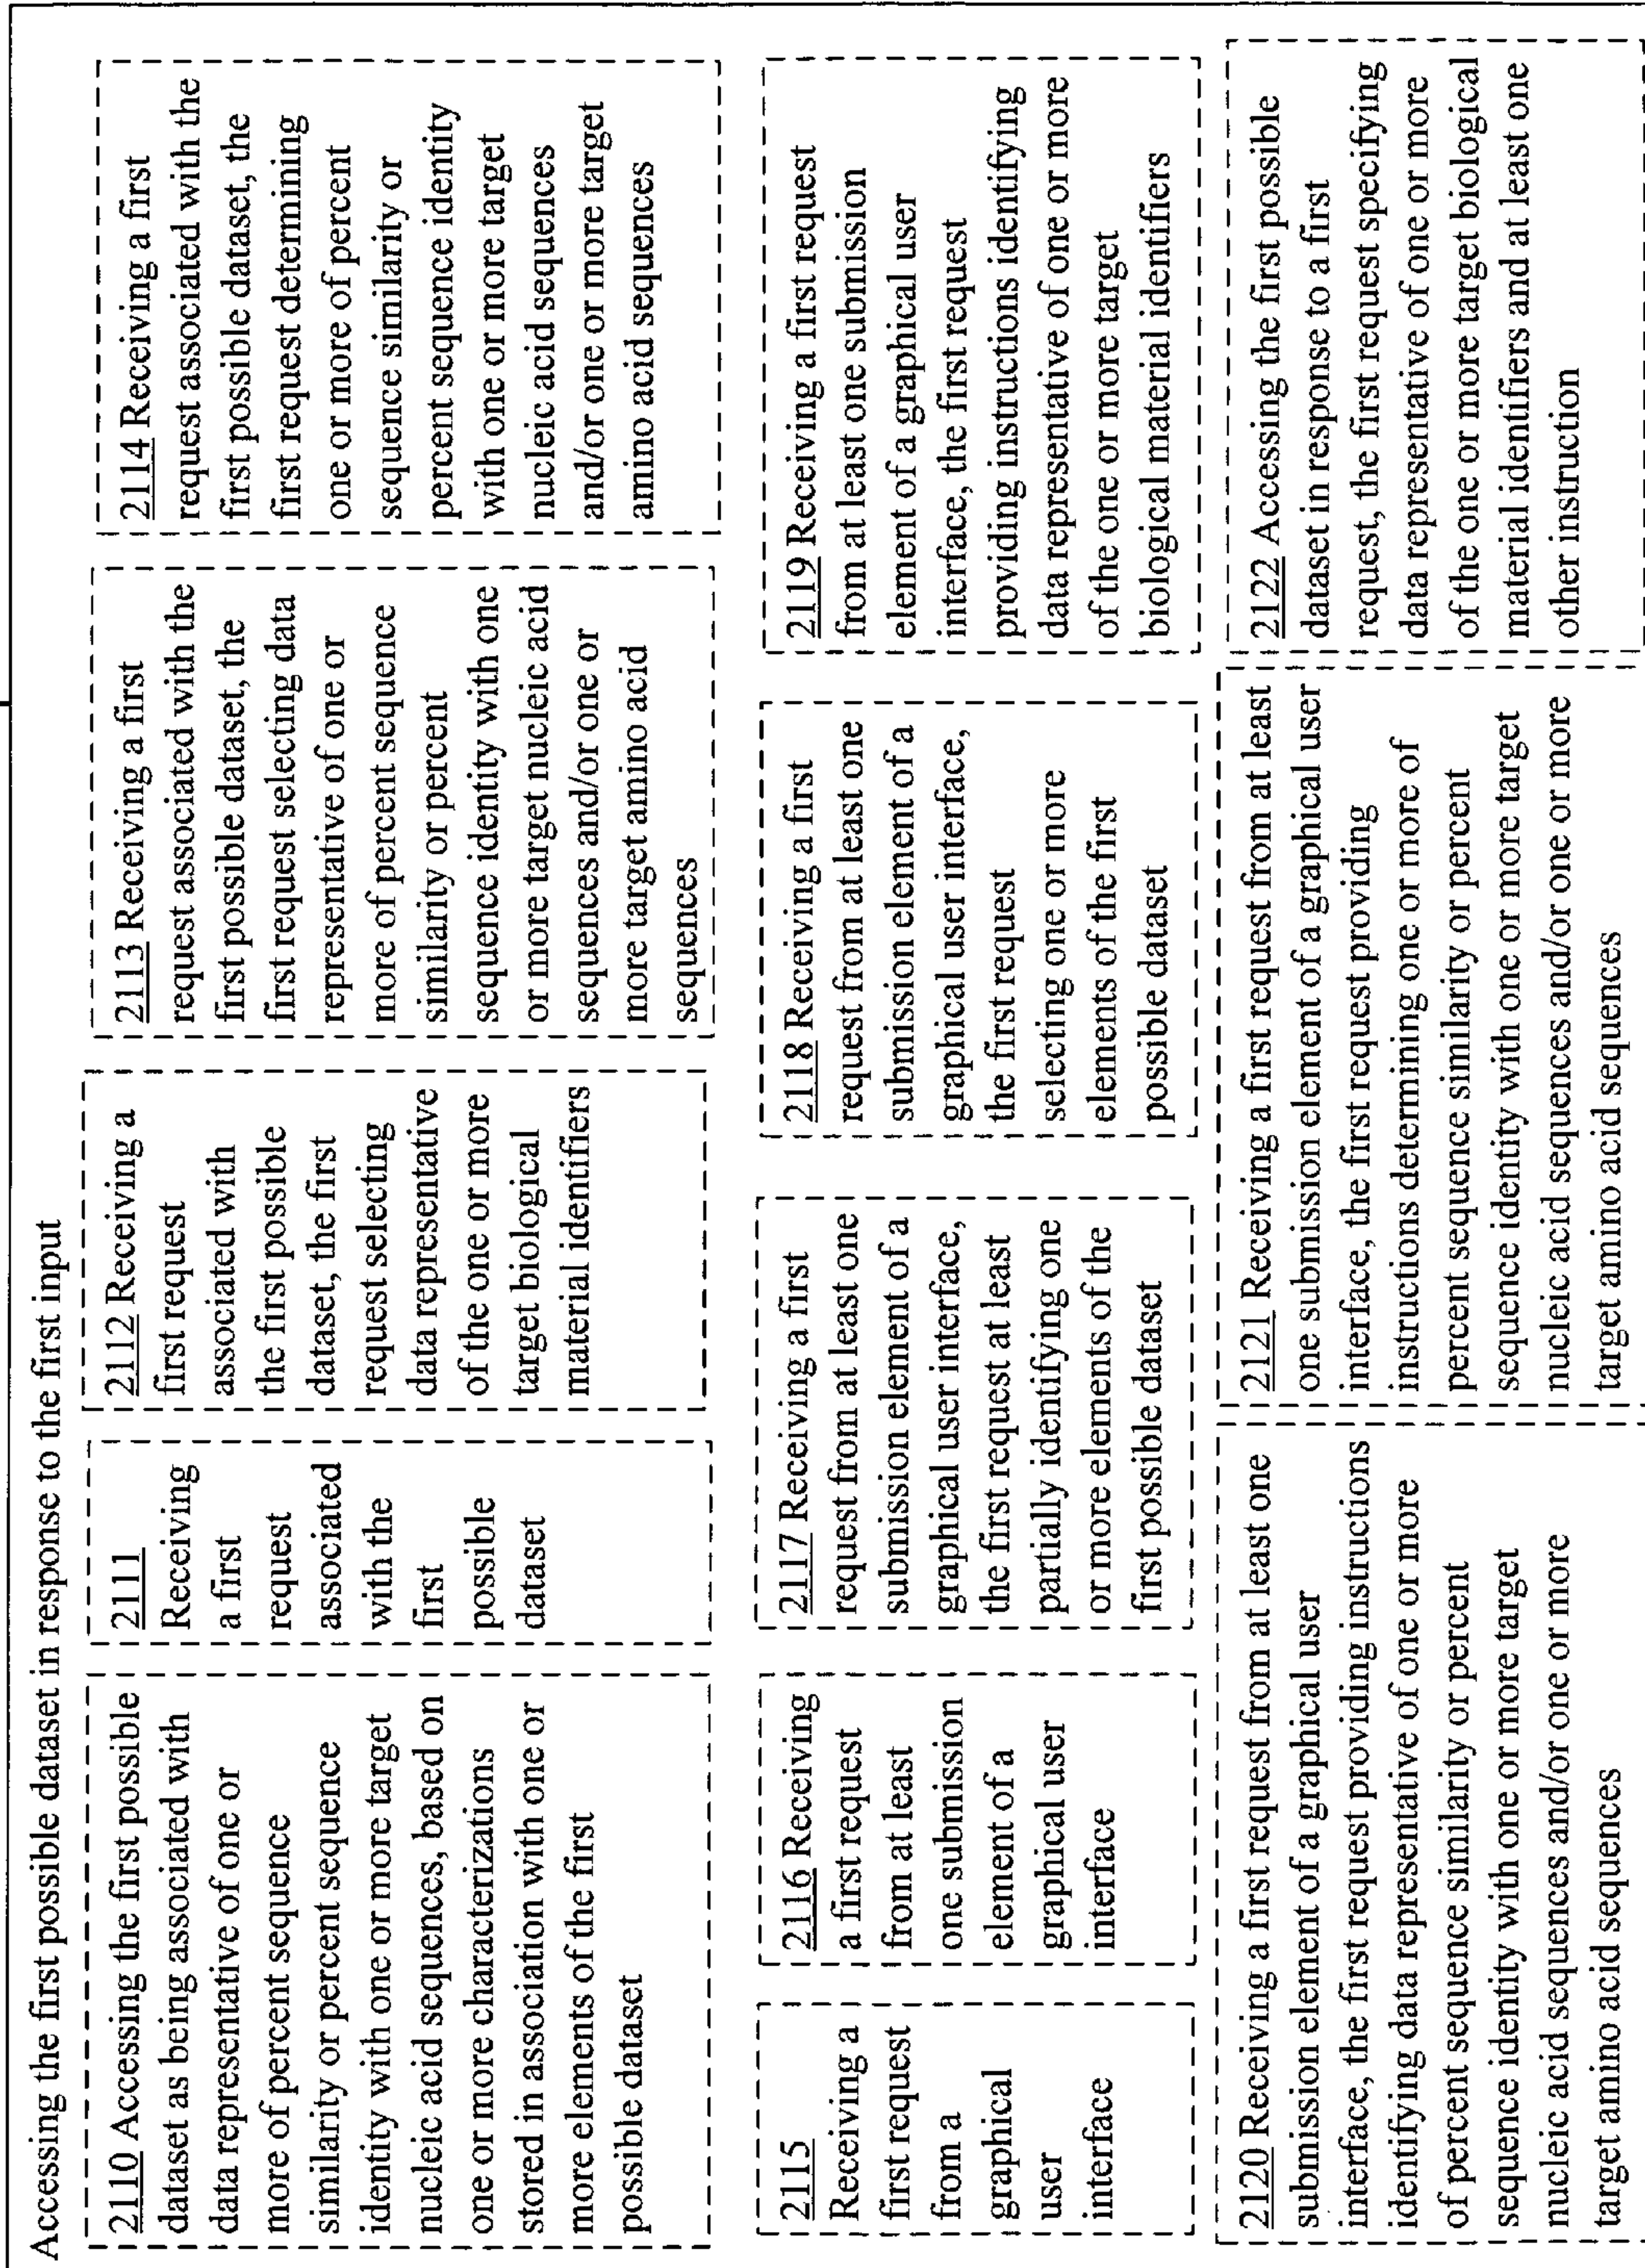 Accessing the first possible dataset in response to the first input
2110 Accessing the first possible
dataset as being associated with
data representative of one or
more of percent sequence
similarity or percent sequence
identity with one or more target
nucleic acid sequences, based on
one or more characterizations
stored in association with one or
more elements of the first
possible dataset
2111
Receiving
a first
request
associated
with the
first
possible
dataset
2112 Receiving a
first request
associated with
the first possible
dataset, the first
request selecting
data representative
of the one or more
target biological
material identifiers
2113 Receiving a first
request associated with the
first possible dataset, the
first request selecting data
representative of one or
more of percent sequence
similarity or percent
sequence identity with one
or more target nucleic acid
sequences and/or one or
more target amino acid
sequences
2114 Receiving a first
request associated with the
first possible dataset, the
first request determining
one or more of percent
sequence similarity or
percent sequence identity
with one or more target
nucleic acid sequences
and/or one or more target
amino acid sequences
2115
Receiving a
first request
from a
graphical
user
interface
2116 Receiving
a first request
from at least
one submission
element of a
graphical user
interface
2117 Receiving a first
request from at least one
submission element of a
graphical user interface,
the first request at least
partially identifying one
or more elements of the
first possible dataset
2118 Receiving a first
request from at least one
submission element of a
graphical user interface,
the first request
selecting one or more
elements of the first
possible dataset
2119 Receiving a first request
from at least one submission
element of a graphical user
interface, the first request
providing instructions identifying
data representative of one or more
of the one or more target
biological material identifiers
2120 Receiving a first request from at least one
submission element of a graphical user
interface, the first request providing instructions
identifying data representative of one or more
of percent sequence similarity or percent
sequence identity with one or more target
nucleic acid sequences and/or one or more
target amino acid sequences
2121 Receiving a first request from at least
one submission element of a graphical user
interface, the first request providing
instructions determining one or more of
percent sequence similarity or percent
sequence identity with one or more target
nucleic acid sequences and/or one or more
target amino acid sequences
2122 Accessing the first possible
dataset in response to a first
request, the first request specifying
data representative of one or more
of the one or more target biological
material identifiers and at least one
other instruction